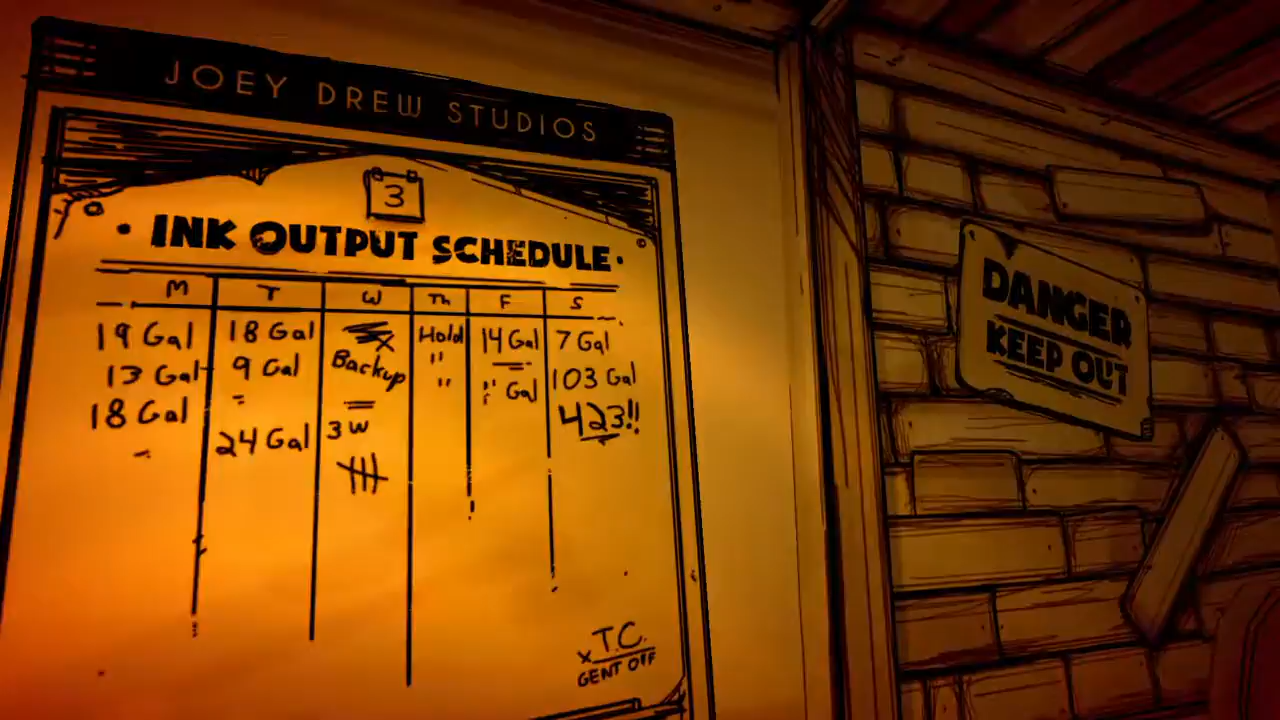 JOEY DREW STUDIOS
3
INK OUTPUT SCHEDULE
M T W Th F S
19 Gal 18 Gal Hold 14 Gal 7 Gal
13 Gal 9 Gal Backup " " Gal 103 Gal
18 Gal 24 Gal 3 W " 423!!
x T.C.
GENT OFF
DANGER
KEEP OUT